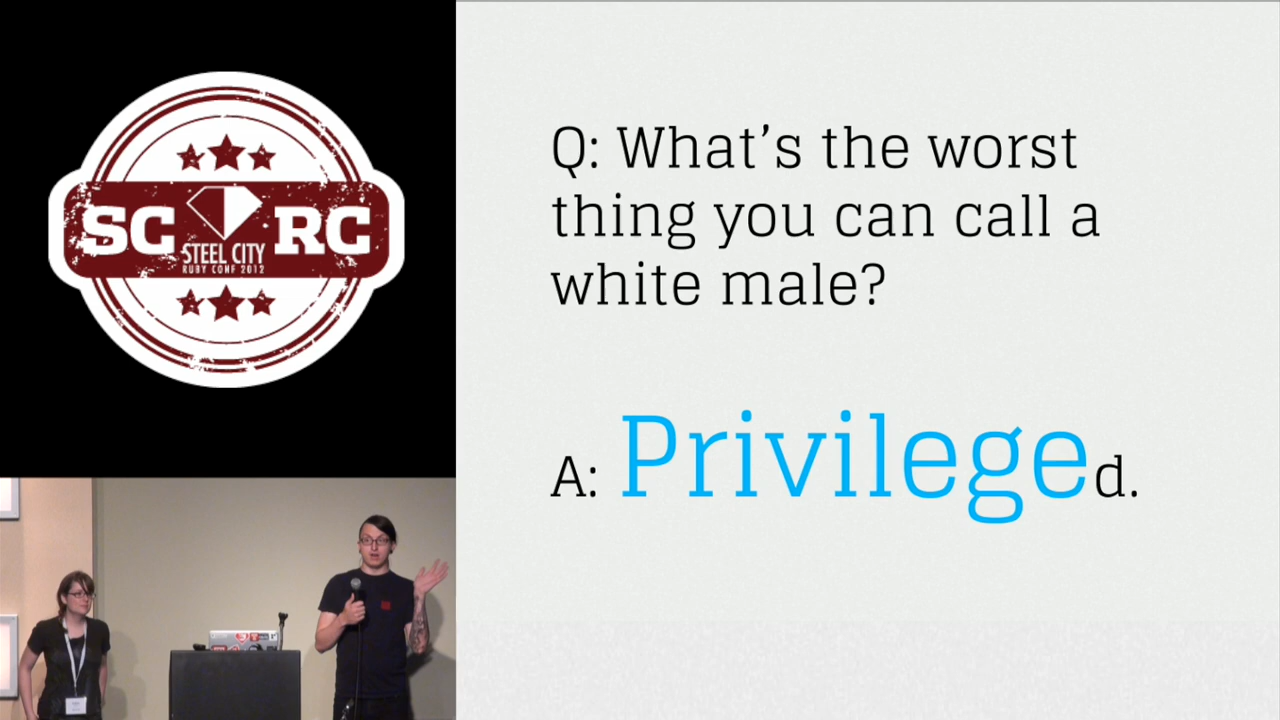 SC RC
STEEL CITY
RUBY CONF 2012
Q: What's the worst
thing you can call a
white male?
A: Privileged.